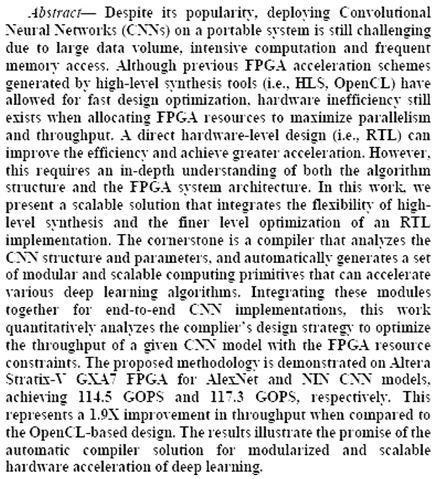 Abstract— Despite its popularity, deploying Convolutional
Neural Networks (CNNs) on a portable system is still challenging
due to large data volume, intensive computation and frequent
memory access. Although previous FPGA acceleration schemes
generated by high-level synthesis tools (i.e., HLS, OpenCL) have
allowed for fast design optimization, hardware inefficiency still
exists when allocating FPGA resources to maximize parallelism
and throughput. A direct hardware-level design (i.e., RTL) can
improve the efficiency and achieve greater acceleration. However,
this requires an in-depth understanding of both the algorithm
structure and the FPGA system architecture. In this work, we
present a scalable solution that integrates the flexibility of high-
level synthesis and the finer level optimization of an RTL
implementation. The cornerstone is a compiler that analyzes the
CNN structure and parameters, and automatically generates a set
of modular and scalable computing primitives that can accelerate
various deep learning algorithms. Integrating these modules
together for end-to-end CNN implementations, this work
quantitatively analyzes the complier's design strategy to optimize
the throughput of a given CNN model with the FPGA resource
constraints. The proposed methodology is demonstrated on Altera
Stratix-V GXA7 FPGA for AlexNet and NIN CNN models,
achieving 114.5 GOPS and 117.3 GOPS, respectively. This
represents a 1.9X improvement in throughput when compared to
the OpenCL-based design. The results illustrate the promise of the
automatic compiler solution for modularized and scalable
hardware acceleration of deep learning.